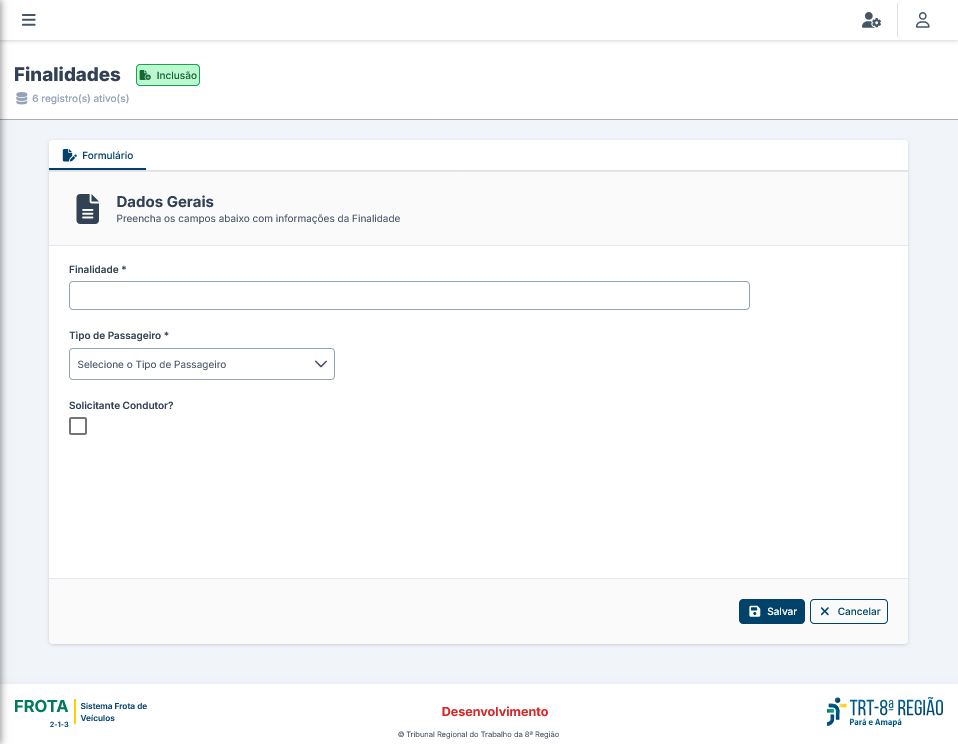 Finalidades
Inclusão
6 registro(s) ativo(s)
Formulário
Dados Gerais
Preencha os campos abaixo com informações da Finalidade
Finalidade *
Tipo de Passageiro *
Selecione o Tipo de Passageiro
Solicitante Condutor?
Salvar
Cancelar
FROTA
2-1-3
Sistema Frota de
Veículos
Desenvolvimento
© Tribunal Regional do Trabalho da 8ª Região
TRT-8ª REGIÃO
Pará e Amapá